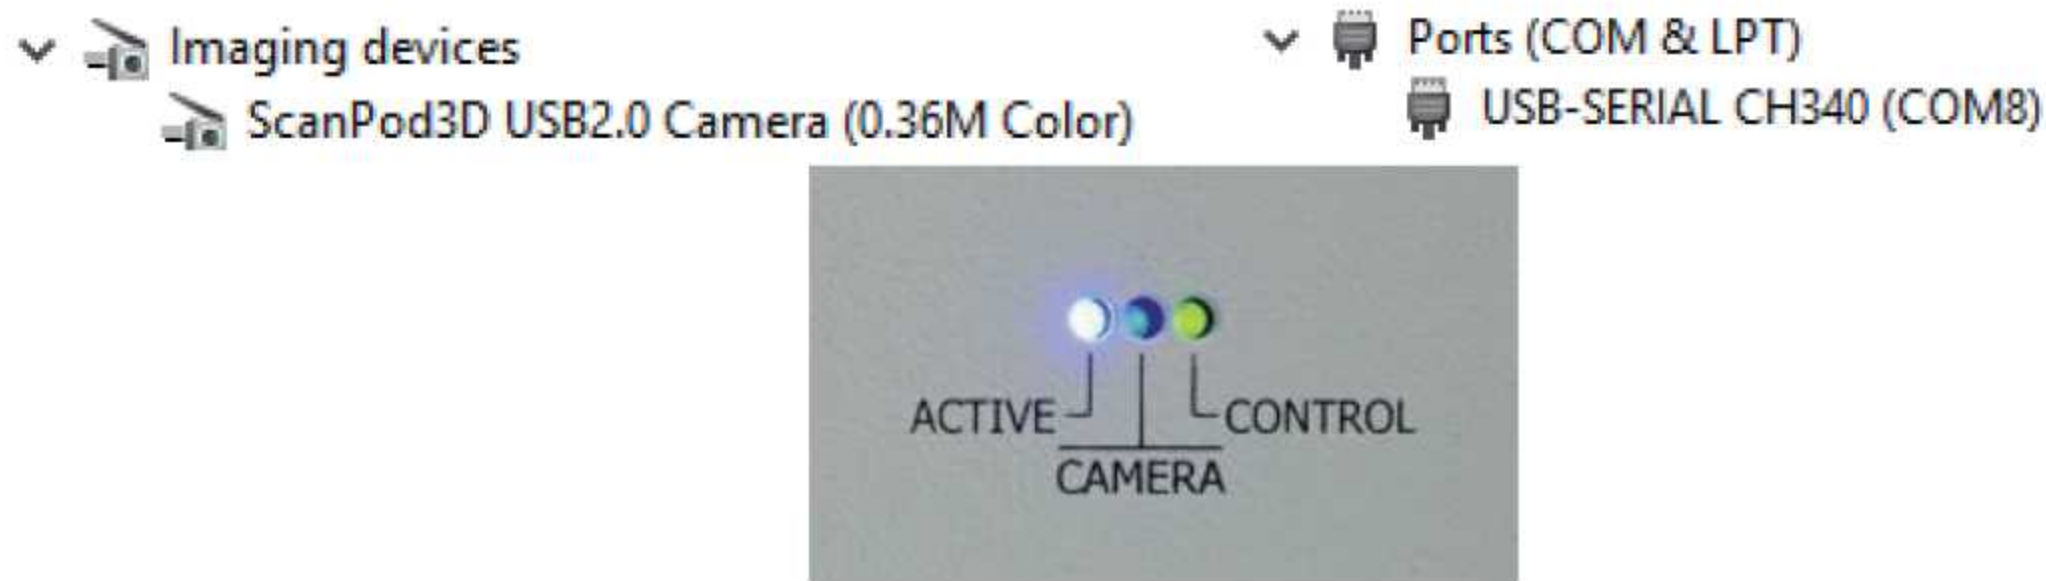 Imaging devices
ScanPod3D USB2.0 Camera (0.36M Color)
Ports (COM & LPT)
USB-SERIAL CH340 (COM8)
ACTIVE
CONTROL
CAMERA